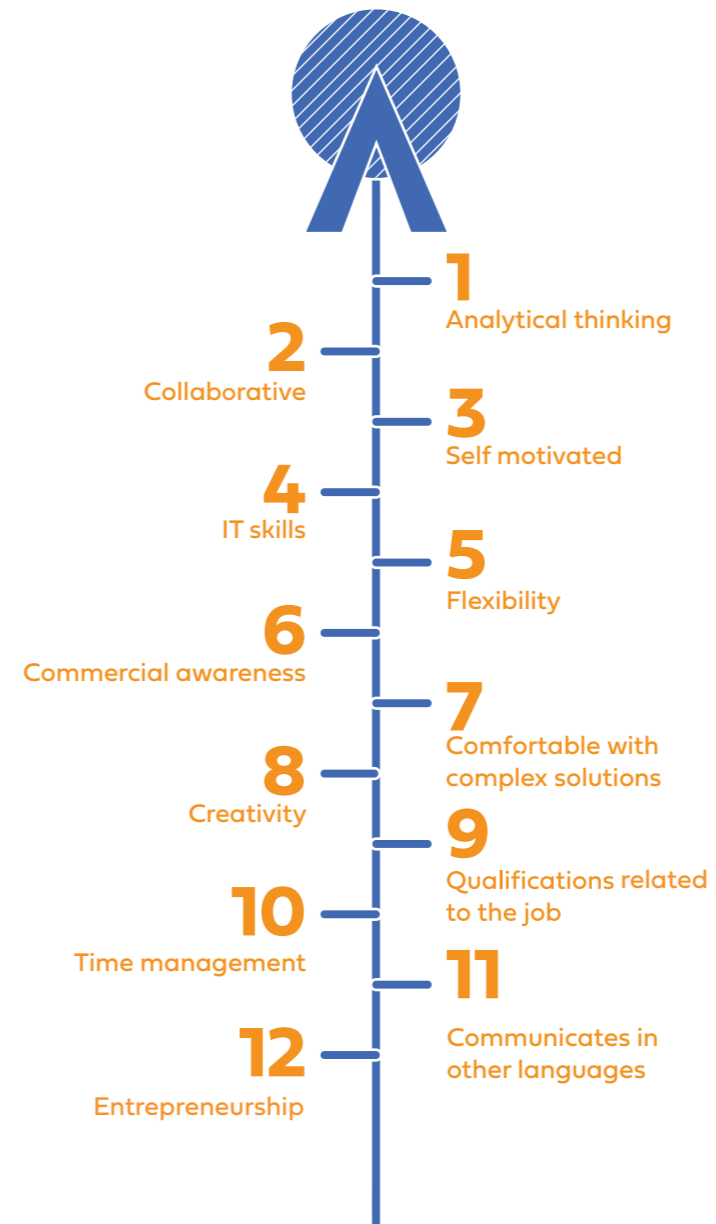 1
Analytical thinking
2
Collaborative
3
Self motivated
4
IT skills
5
Flexibility
6
Commercial awareness
7
Comfortable with
complex solutions
8
Creativity
9
Qualifications related
to the job
10
Time management
11
Communicates in
other languages
12
Entrepreneurship